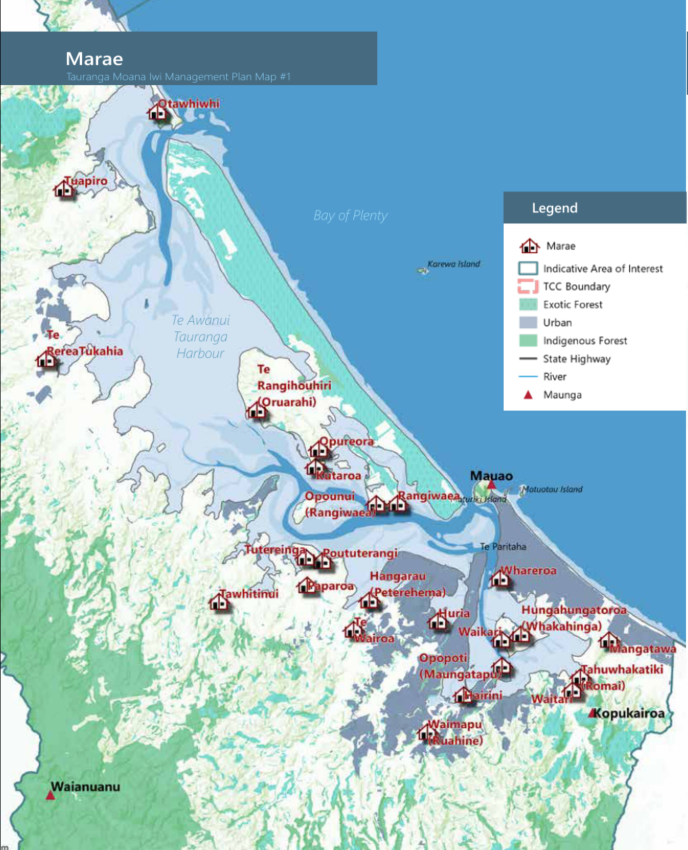 Marae
Tauranga Moana Iwi Management Plan Map #1
Otawhiwhi
Tuapiro
Bay of Plenty
Legend
Marae
Indicative Area of Interest
TCC Boundary
Exotic Forest
Urban
Indigenous Forest
State Highway
River
Maunga
Karewa Island
Te Awanui
Tauranga
Harbour
Te
RereaTukahia
Te
Rangihouhiri
(Oruarahi)
Opureora
Kutaroa
Opounui
(Rangiwaea)
Rangiwaea
Mauao
Motuotau Island
Island
Te Paritaha
Tutereinga
Poututerangi
Paparoa
Hangarau
(Peterehema)
Whareroa
Tawhitinui
Te
Wairoa
Huria
Hungahungatoroa
(Whakahinga)
Waikari
Mangatawa
Opopoti
(Maungatapu)
Tahuwhakatiki
(Romai)
Hairini
Waitari
Kopukairoa
Waimapu
(Ruahine)
Waianuanu
m